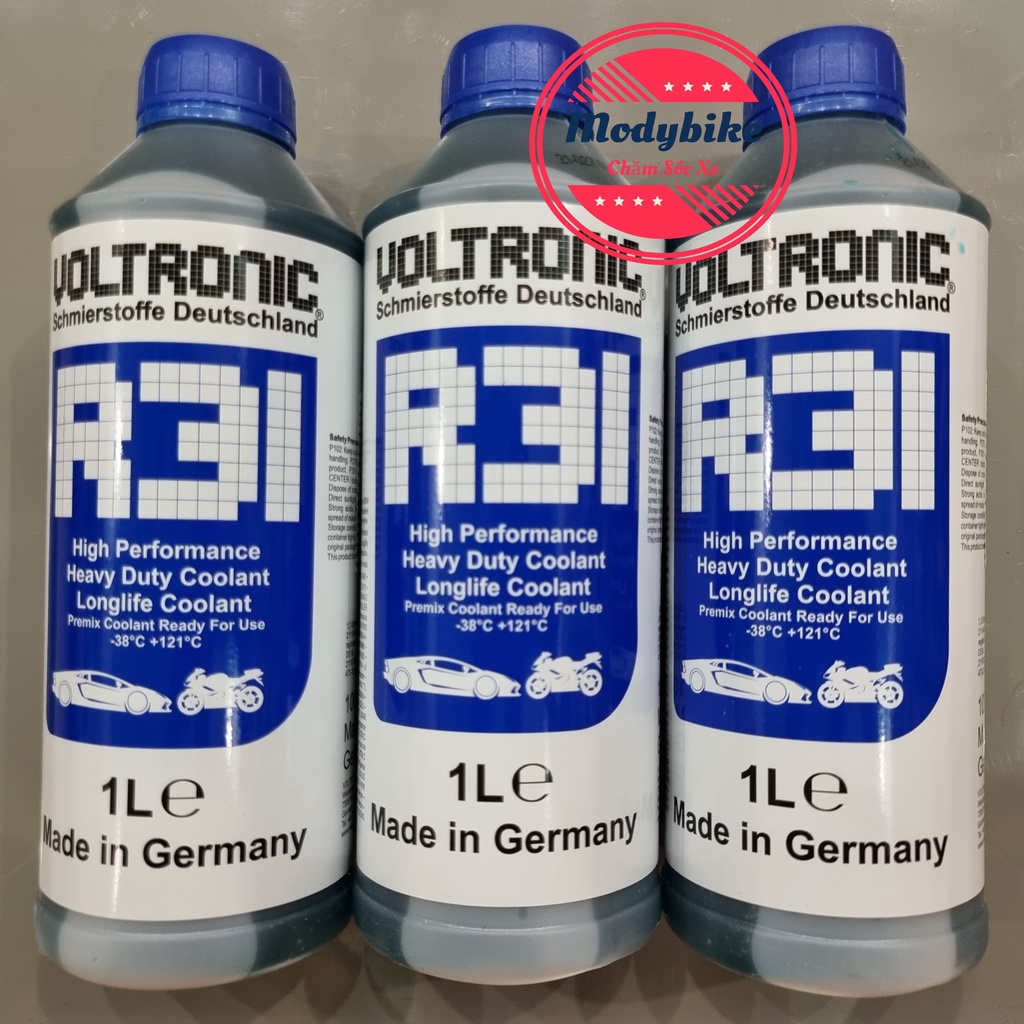 Modybike
Chăm Sóc Xe
VOLTRONIC®
Schmierstoffe Deutschland
R31
High Performance
Heavy Duty Coolant
Longlife Coolant
Premix Coolant Ready For Use
-38°C +121°C
1L℮
Made in Germany
VOLTRONIC®
Schmierstoffe Deutschland
R31
High Performance
Heavy Duty Coolant
Longlife Coolant
Premix Coolant Ready For Use
-38°C +121°C
1L℮
Made in Germany
VOLTRONIC®
Schmierstoffe Deutschland
R31
High Performance
Heavy Duty Coolant
Longlife Coolant
Premix Coolant Ready For Use
-38°C +121°C
1L℮
Made in Germany